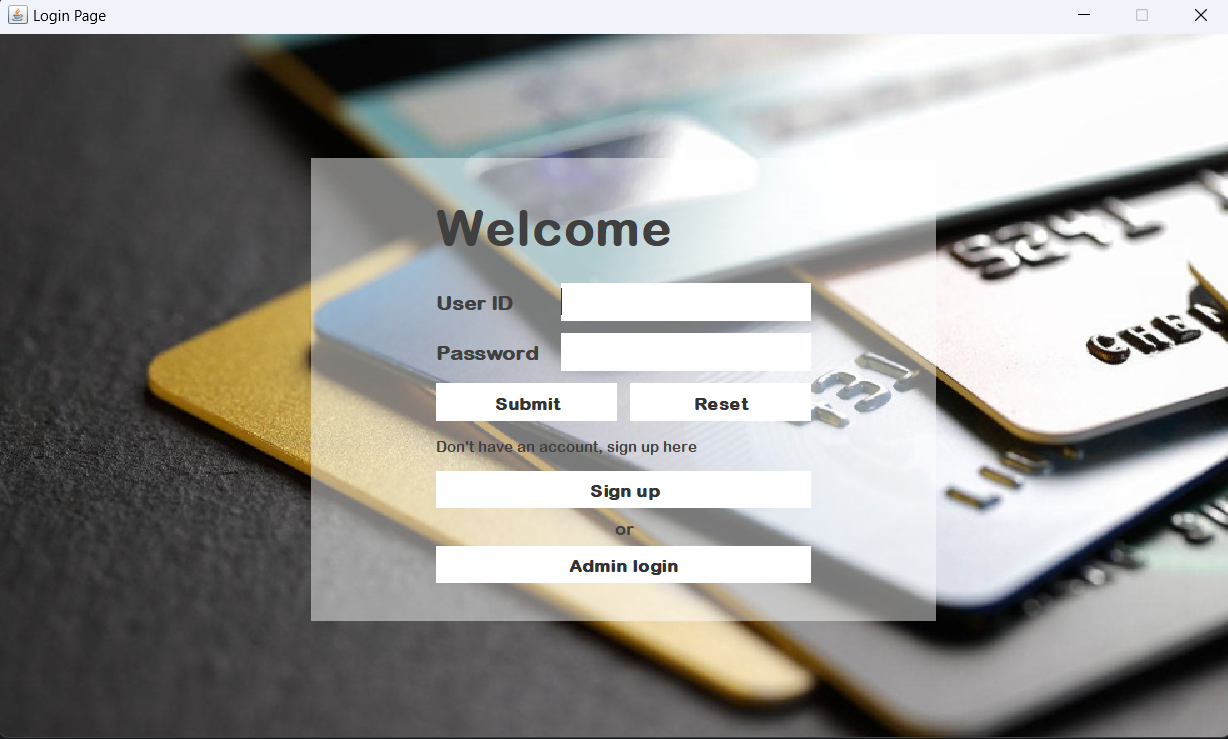 Login Page
Welcome
User ID
Password
Submit Reset
Don't have an account, sign up here
Sign up
or
Admin login
5241